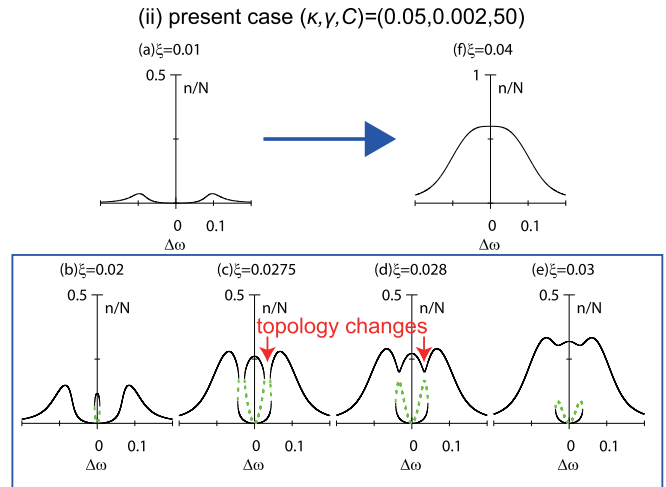 (ii) present case (κ,γ,C)=(0.05,0.002,50)
(a)ξ=0.01
0.5
n/N
0
0.1
Δω
(f)ξ=0.04
1
n/N
0
0.1
Δω
(b)ξ=0.02
0.5
n/N
0
0.1
Δω
(c)ξ=0.0275
0.5
n/N
0
0.1
Δω
topology changes
(d)ξ=0.028
0.5
n/N
0
0.1
Δω
(e)ξ=0.03
0.5
n/N
0
0.1
Δω